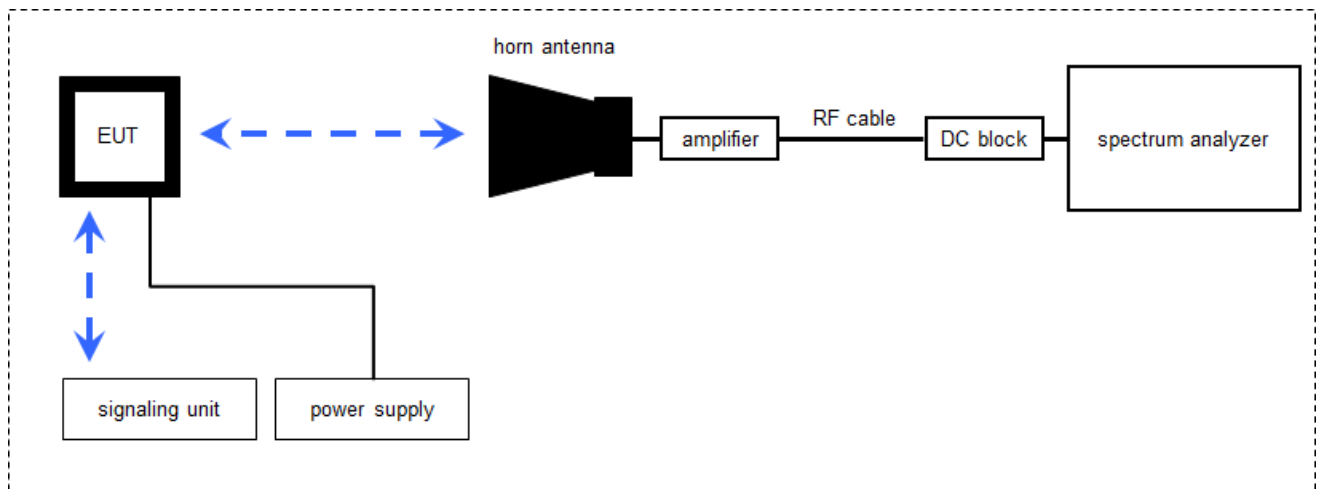 horn antenna
EUT
amplifier
RF cable
DC block
spectrum analyzer
signaling unit
power supply